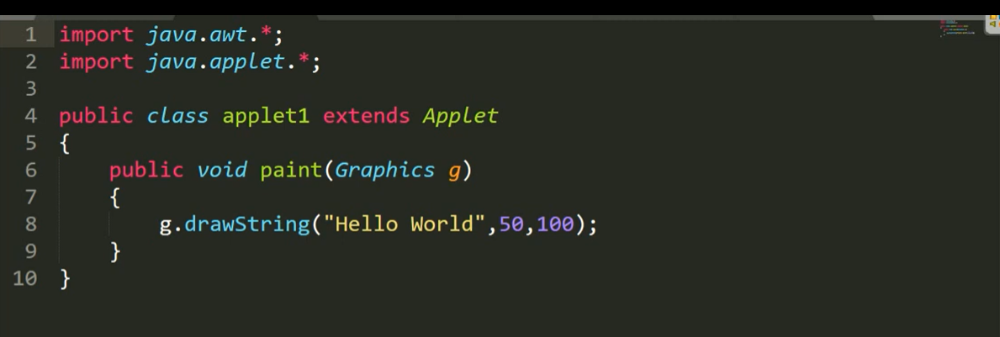 1 import java.awt.*;
2 import java.applet.*;
3
4 public class applet1 extends Applet
5 {
6     public void paint(Graphics g)
7     {
8         g.drawString("Hello World",50,100);
9     }
10 }